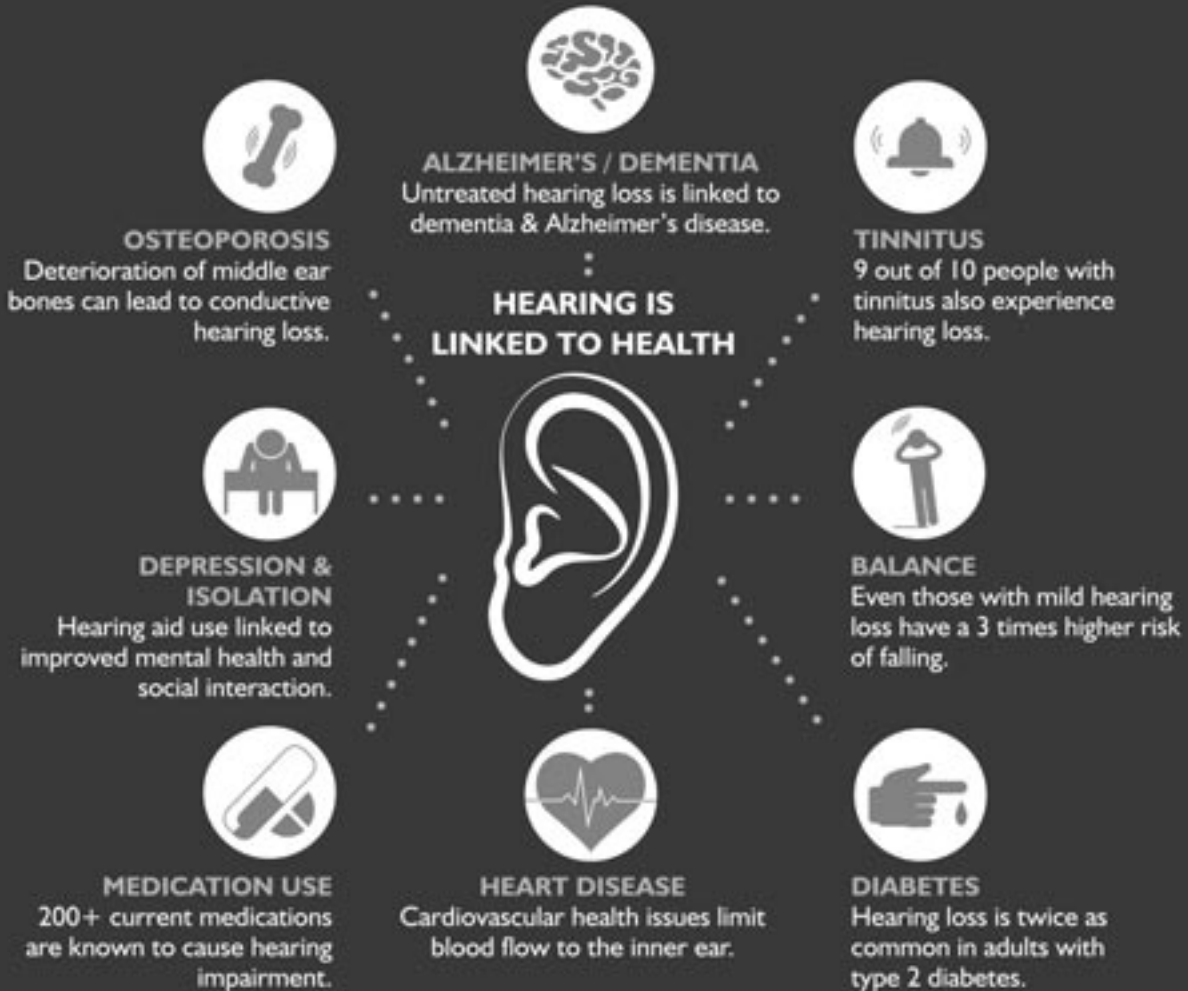 ALZHEIMER'S / DEMENTIA
Untreated hearing loss is linked to
dementia & Alzheimer's disease.
OSTEOPOROSIS
Deterioration of middle ear
bones can lead to conductive
hearing loss.
TINNITUS
9 out of 10 people with
tinnitus also experience
hearing loss.
HEARING IS
LINKED TO HEALTH
DEPRESSION &
ISOLATION
Hearing aid use linked to
improved mental health and
social interaction.
BALANCE
Even those with mild hearing
loss have a 3 times higher risk
of falling.
MEDICATION USE
200+ current medications
are known to cause hearing
impairment.
HEART DISEASE
Cardiovascular health issues limit
blood flow to the inner ear.
DIABETES
Hearing loss is twice as
common in adults with
type 2 diabetes.